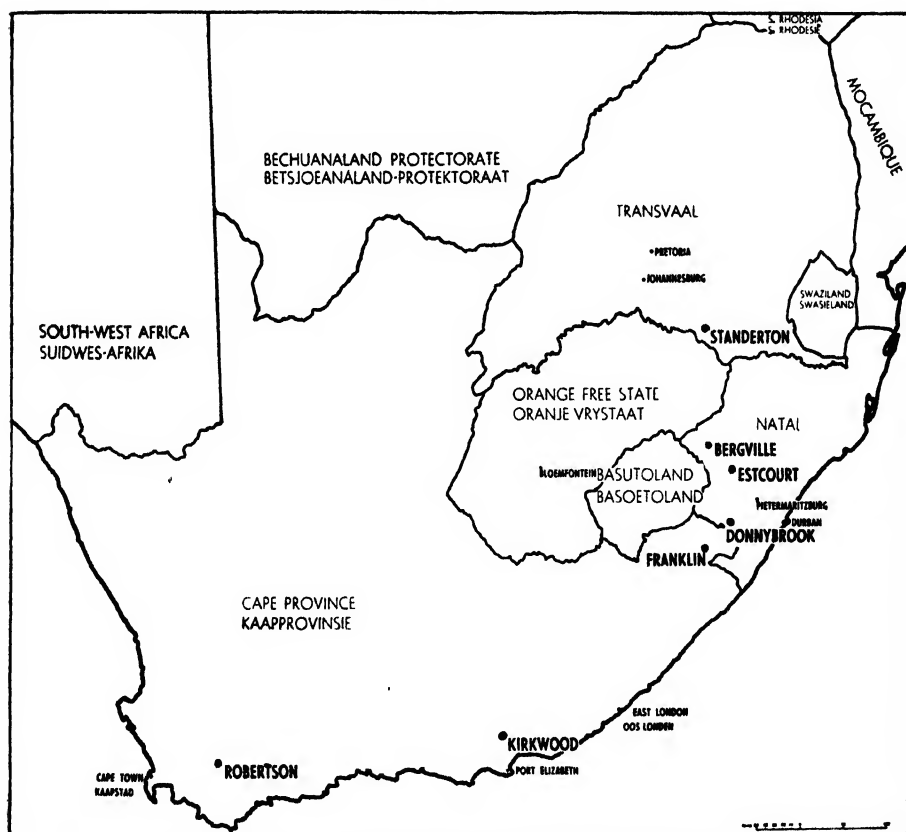 S. RHODESIA
S. RHODESIË
MOÇAMBIQUE
BECHUANALAND PROTECTORATE
BETSJOEANALAND-PROTEKTORAAT
TRANSVAAL
PRETORIA
JOHANNESBURG
SWAZILAND
SWASIELAND
SOUTH-WEST AFRICA
SUIDWES-AFRIKA
STANDERTON
ORANGE FREE STATE
ORANJE VRYSTAAT
NATAL
BERGVILLE
BLOEMFONTEIN
BASUTOLAND
BASOETOLAND
ESTCOURT
PIETERMARITZBURG
DURBAN
DONNYBROOK
FRANKLIN
CAPE PROVINCE
KAAPPROVINSIE
EAST LONDON
OOS LONDEN
KIRKWOOD
PORT ELIZABETH
ROBERTSON
CAPE TOWN
KAAPSTAD